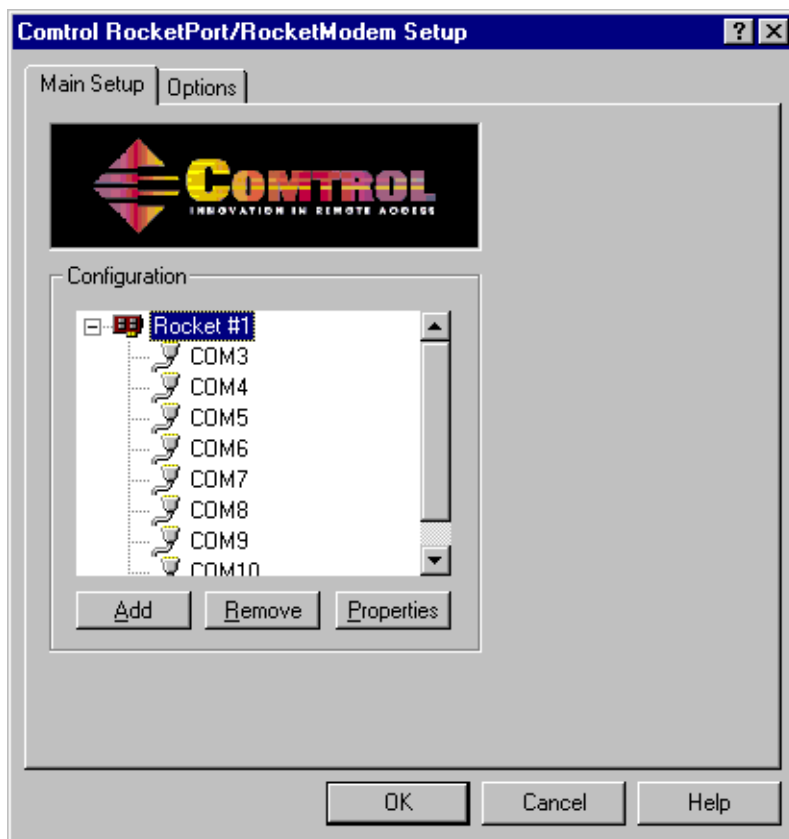 Comtrol RocketPort/RocketModem Setup
Main Setup Options
COMTROL
INNOVATION IN REMOTE ACCESS
Configuration
Rocket #1
COM3
COM4
COM5
COM6
COM7
COM8
COM9
COM10
Add Remove Properties
OK Cancel Help